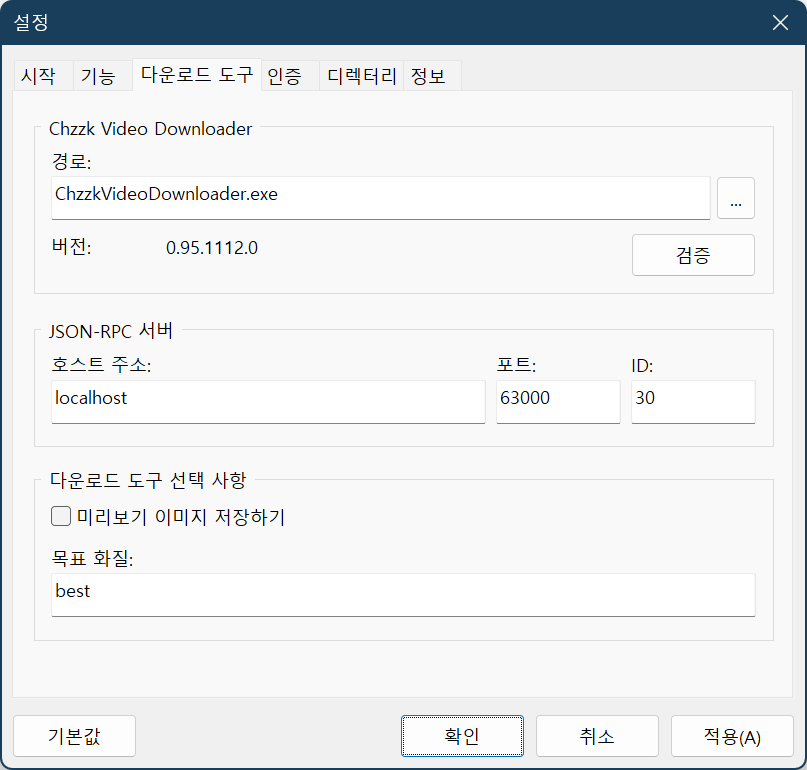 설정
시작 기능 다운로드 도구 인증 디렉터리 정보
Chzzk Video Downloader
경로:
ChzzkVideoDownloader.exe ...
버전: 0.95.1112.0
검증
JSON-RPC 서버
호스트 주소: 포트: ID:
localhost 63000 30
다운로드 도구 선택 사항
미리보기 이미지 저장하기
목표 화질:
best
기본값 확인 취소 적용(A)